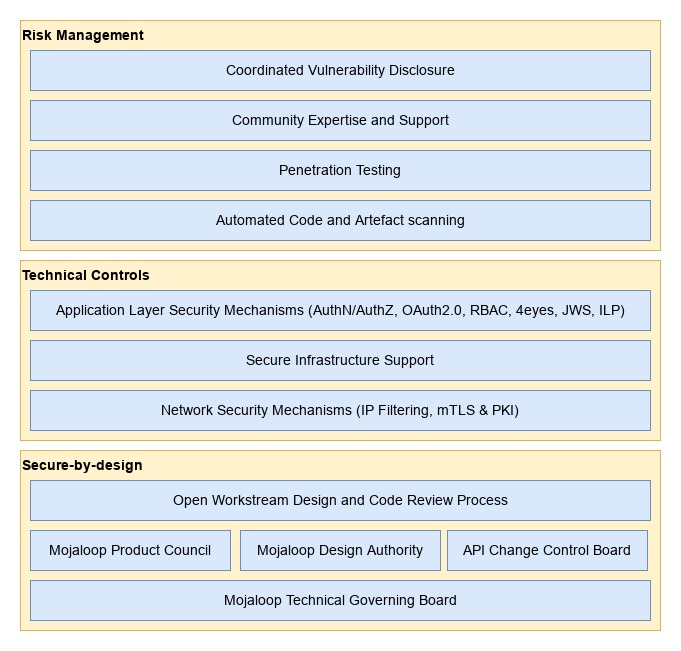 Risk Management
Coordinated Vulnerability Disclosure
Community Expertise and Support
Penetration Testing
Automated Code and Artefact scanning
Technical Controls
Application Layer Security Mechanisms (AuthN/AuthZ, OAuth2.0, RBAC, 4eyes, JWS, ILP)
Secure Infrastructure Support
Network Security Mechanisms (IP Filtering, mTLS & PKI)
Secure-by-design
Open Workstream Design and Code Review Process
Mojaloop Product Council
Mojaloop Design Authority
API Change Control Board
Mojaloop Technical Governing Board